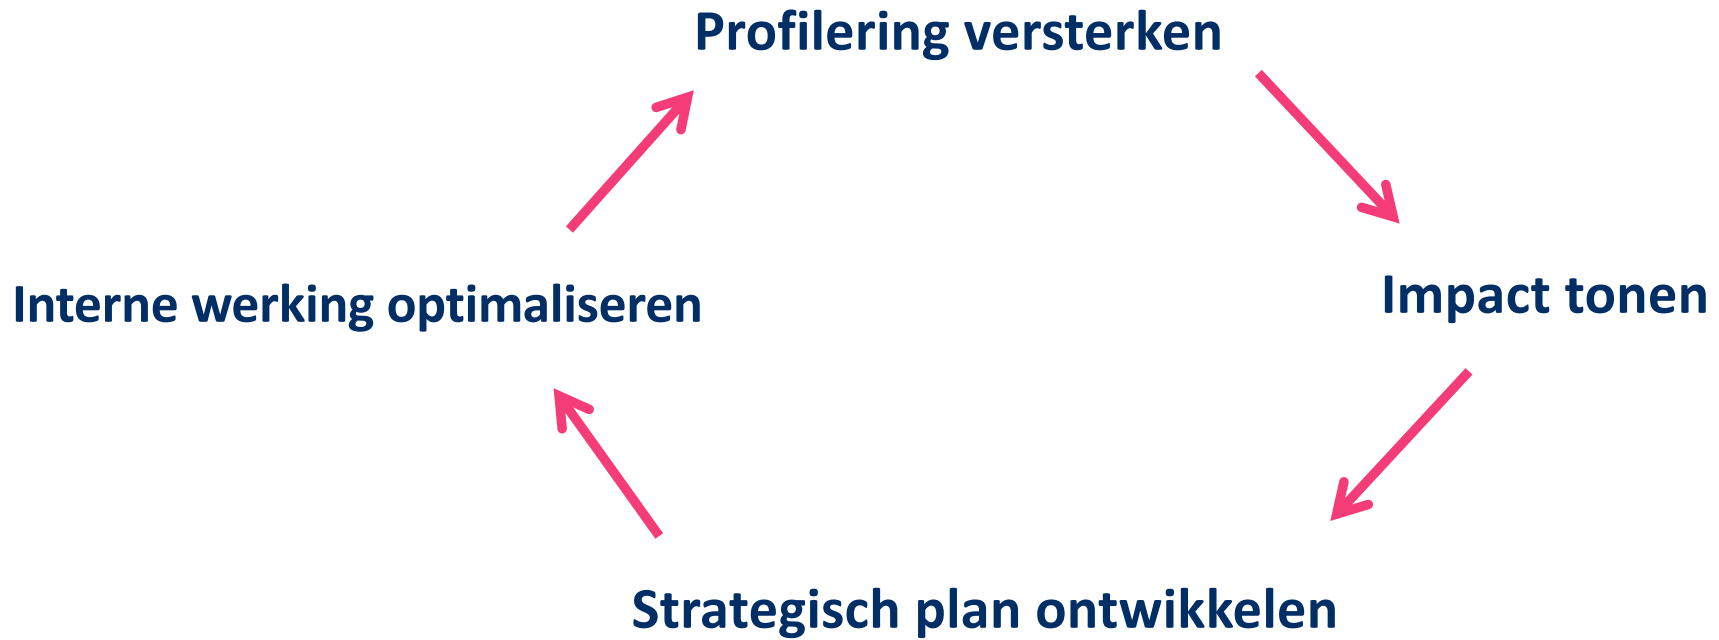 Profilering versterken
Impact tonen
Interne werking optimaliseren
Strategisch plan ontwikkelen